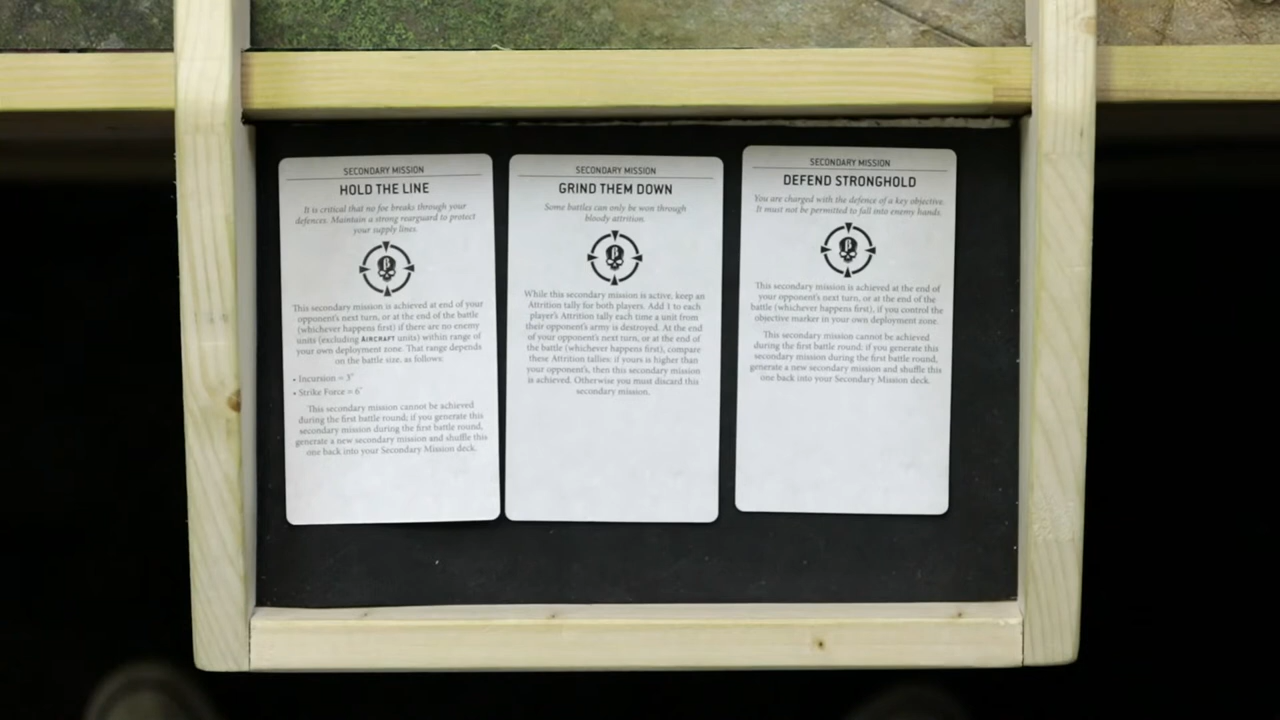 SECONDARY MISSION
HOLD THE LINE
It is critical that no foe breaks through your
defences. Maintain a strong rearguard to protect
your supply lines.
β
This secondary mission is achieved at end of your
opponent's next turn, or at the end of the battle
(whichever happens first) if there are no enemy
units (excluding AIRCRAFT units) within range of
your own deployment zone. That range depends
on the battle size, as follows:
• Incursion = 3"
• Strike Force = 6"
This secondary mission cannot be achieved
during the first battle round; if you generate this
secondary mission during the first battle round,
generate a new secondary mission and shuffle this
one back into your Secondary Mission deck.
SECONDARY MISSION
GRIND THEM DOWN
Some battles can only be won through
bloody attrition.
β
While this secondary mission is active, keep an
Attrition tally for both players. Add 1 to each
player's Attrition tally each time a unit from
their opponent's army is destroyed. At the end
of your opponent's next turn, or at the end of
the battle (whichever happens first), compare
these Attrition tallies: if yours is higher than
your opponent's, then this secondary mission
is achieved. Otherwise you must discard this
secondary mission.
SECONDARY MISSION
DEFEND STRONGHOLD
You are charged with the defence of a key objective.
It must not be permitted to fall into enemy hands.
β
This secondary mission is achieved at the end of
your opponent's next turn, or at the end of the
battle (whichever happens first), if you control the
objective marker in your own deployment zone.
This secondary mission cannot be achieved
during the first battle round; if you generate this
secondary mission during the first battle round,
generate a new secondary mission and shuffle this
one back into your Secondary Mission deck.